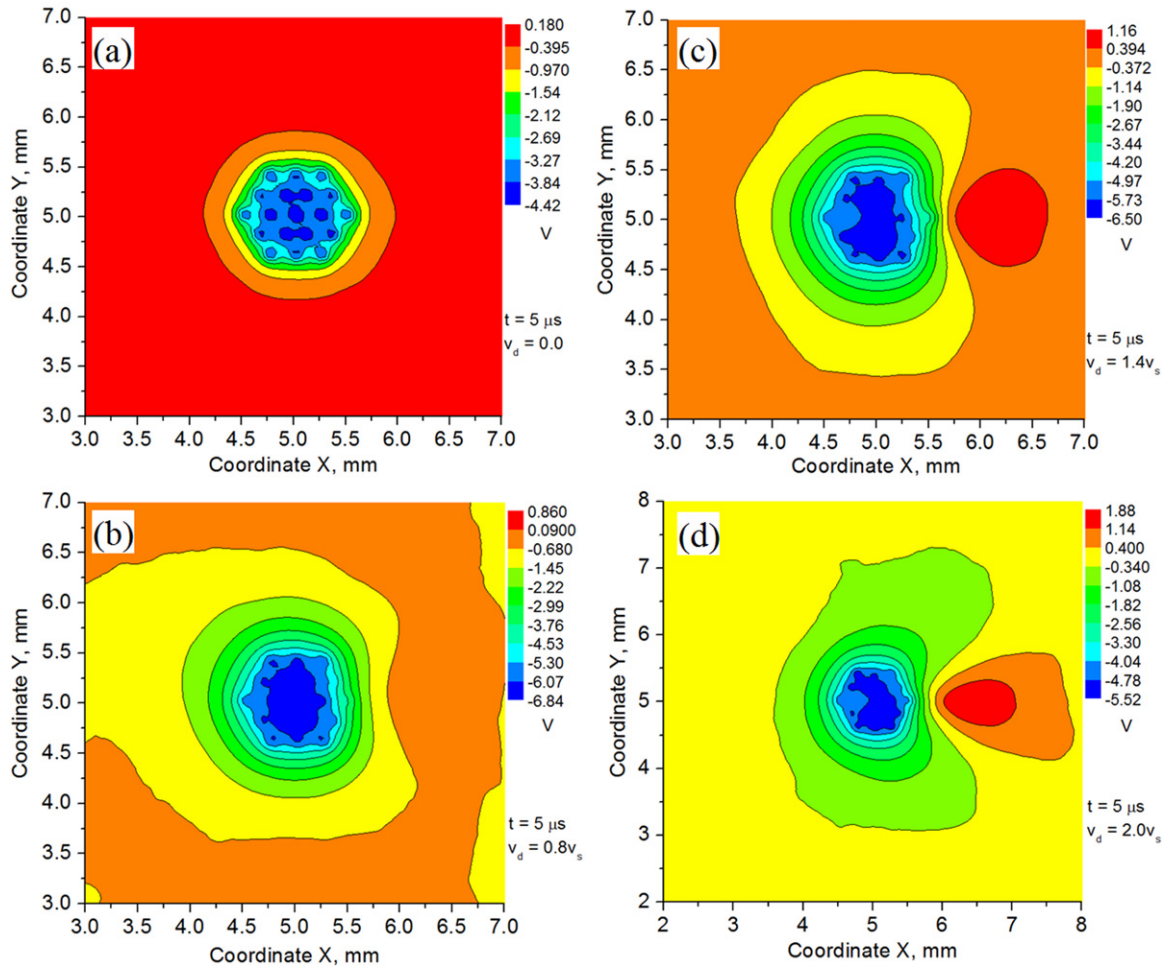 (a)
7.0
6.5
6.0
5.5
5.0
4.5
4.0
3.5
3.0
Coordinate Y, mm
3.0 3.5 4.0 4.5 5.0 5.5 6.0 6.5 7.0
Coordinate X, mm
0.180
-0.395
-0.970
-1.54
-2.12
-2.69
-3.27
-3.84
-4.42
V
t = 5 μs
v_d = 0.0
(c)
7.0
6.5
6.0
5.5
5.0
4.5
4.0
3.5
3.0
Coordinate Y, mm
3.0 3.5 4.0 4.5 5.0 5.5 6.0 6.5 7.0
Coordinate X, mm
1.16
0.394
-0.372
-1.14
-1.90
-2.67
-3.44
-4.20
-4.97
-5.73
-6.50
V
t = 5 μs
v_d = 1.4v_s
(b)
7.0
6.5
6.0
5.5
5.0
4.5
4.0
3.5
3.0
Coordinate Y, mm
3.0 3.5 4.0 4.5 5.0 5.5 6.0 6.5 7.0
Coordinate X, mm
0.860
0.0900
-0.680
-1.45
-2.22
-2.99
-3.76
-4.53
-5.30
-6.07
-6.84
V
t = 5 μs
v_d = 0.8v_s
(d)
8
7
6
5
4
3
2
Coordinate Y, mm
2 3 4 5 6 7 8
Coordinate X, mm
1.88
1.14
0.400
-0.340
-1.08
-1.82
-2.56
-3.30
-4.04
-4.78
-5.52
V
t = 5 μs
v_d = 2.0v_s